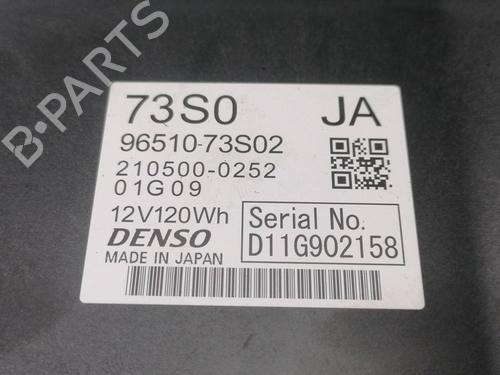 73S0 JA
96510-73S02
210500-0252
01G09
12V120Wh
DENSO
MADE IN JAPAN
Serial No.
D11G902158
B-PARTS